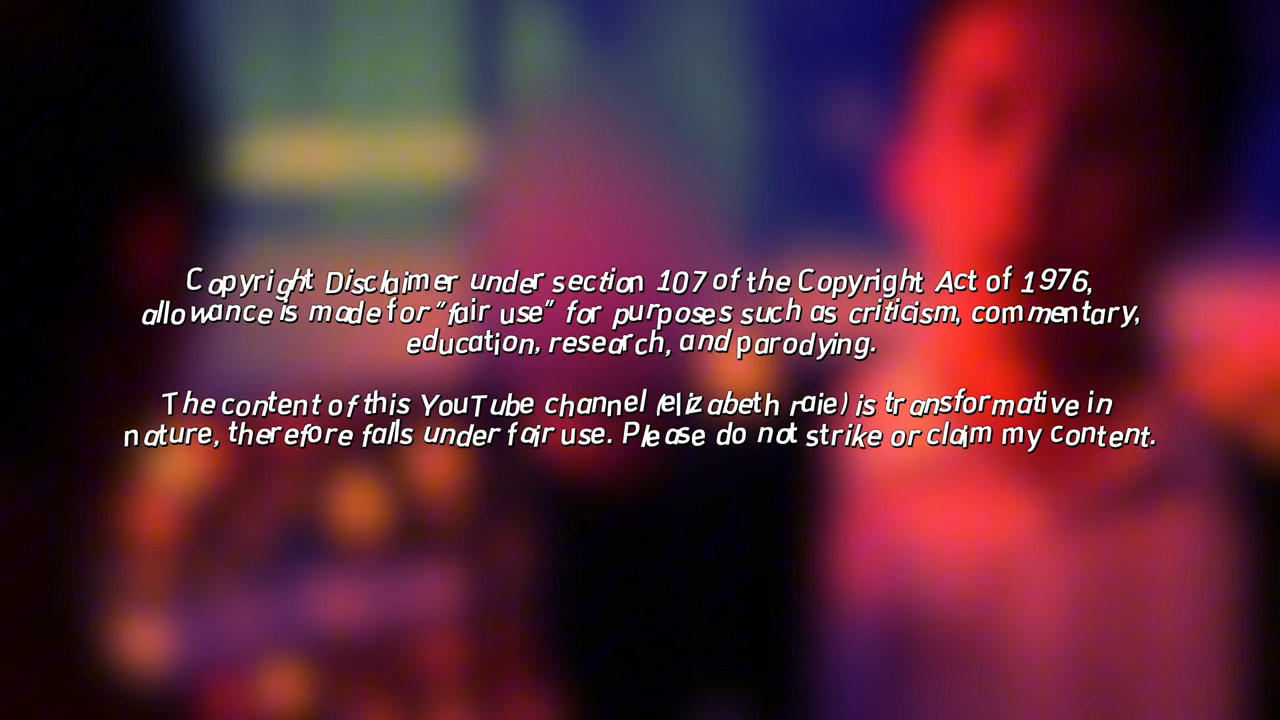 Copyright Disclaimer under section 107 of the Copyright Act of 1976,
allowance is made for "fair use" for purposes such as criticism, commentary,
education, research, and parodying.
The content of this YouTube channel (elizabeth raie) is transformative in
nature, therefore falls under fair use. Please do not strike or claim my content.